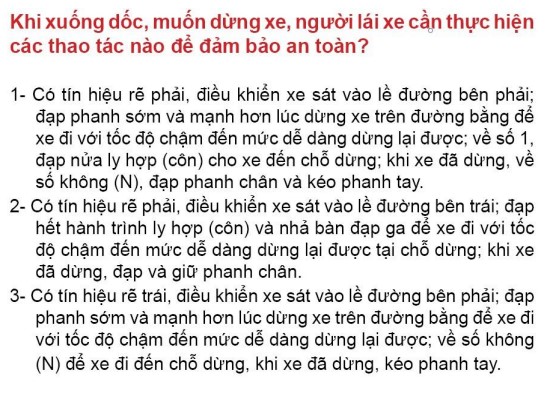 Khi xuống dốc, muốn dừng xe, người lái xe cần thực hiện
các thao tác nào để đảm bảo an toàn?
1- Có tín hiệu rẽ phải, điều khiển xe sát vào lề đường bên phải;
đạp phanh sớm và mạnh hơn lúc dừng xe trên đường bằng để
xe đi với tốc độ chậm đến mức dễ dàng dừng lại được; về số 1,
đạp nửa ly hợp (côn) cho xe đến chỗ dừng; khi xe đã dừng, về
số không (N), đạp phanh chân và kéo phanh tay.
2- Có tín hiệu rẽ phải, điều khiển xe sát vào lề đường bên trái; đạp
hết hành trình ly hợp (côn) và nhả bàn đạp ga để xe đi với tốc
độ chậm đến mức dễ dàng dừng lại được tại chỗ dừng; khi xe
đã dừng, đạp và giữ phanh chân.
3- Có tín hiệu rẽ trái, điều khiển xe sát vào lề đường bên phải; đạp
phanh sớm và mạnh hơn lúc dừng xe trên đường bằng để xe đi
với tốc độ chậm đến mức dễ dàng dừng lại được; về số không
(N) để xe đi đến chỗ dừng, khi xe đã dừng, kéo phanh tay.